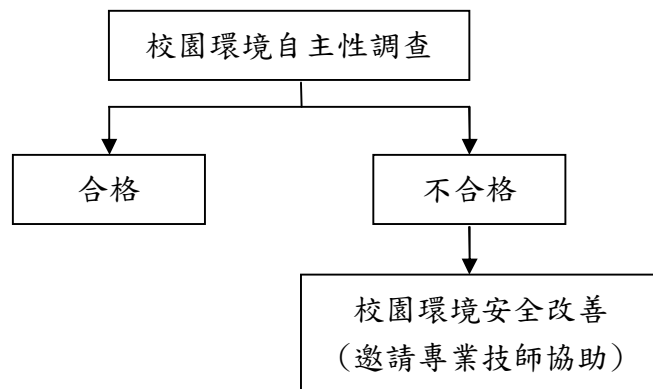 校園環境自主性調查
合格
不合格
校園環境安全改善
（邀請專業技師協助）